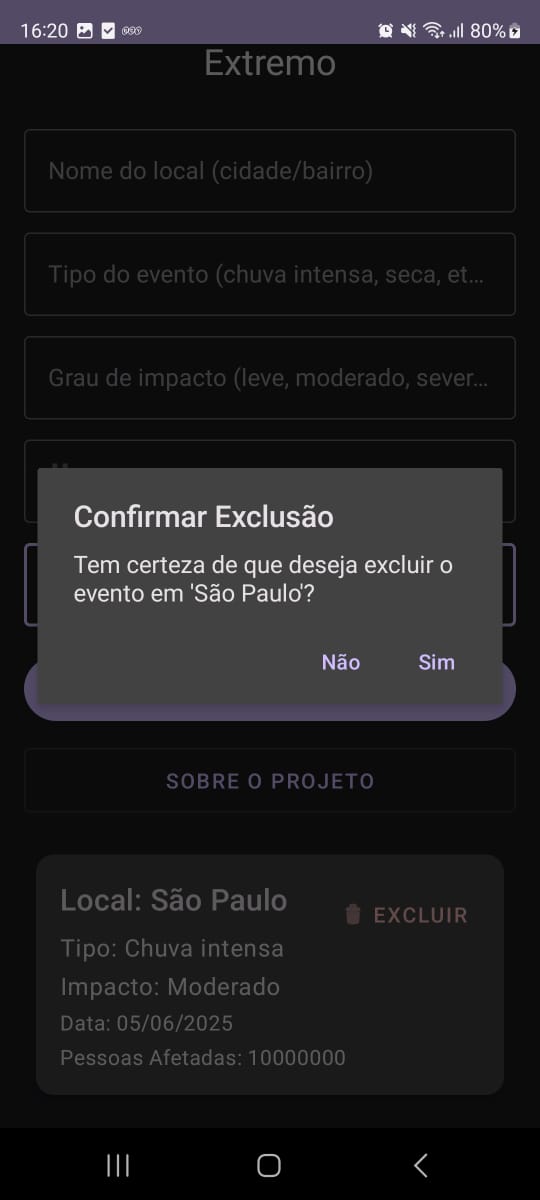 16:20
80%
Extremo
Nome do local (cidade/bairro)
Tipo do evento (chuva intensa, seca, et...
Grau de impacto (leve, moderado, sever...
Confirmar Exclusão
Tem certeza de que deseja excluir o
evento em 'São Paulo'?
Não Sim
SOBRE O PROJETO
Local: São Paulo
EXCLUIR
Tipo: Chuva intensa
Impacto: Moderado
Data: 05/06/2025
Pessoas Afetadas: 10000000